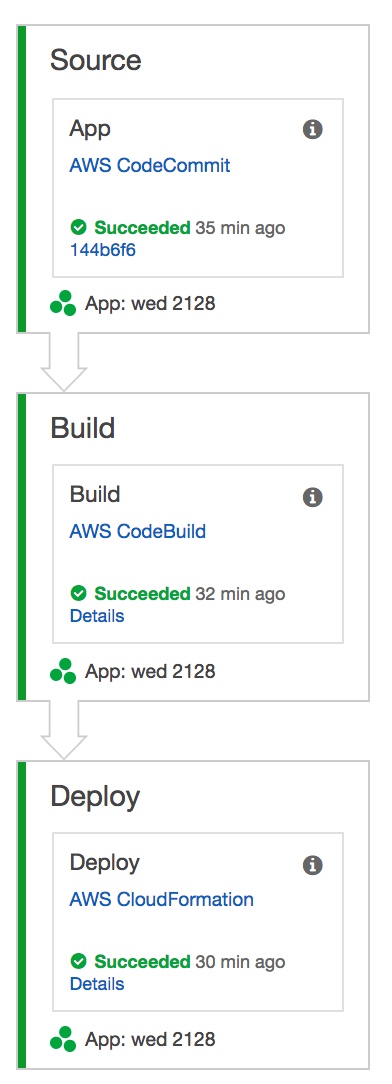 Source
App
AWS CodeCommit
Succeeded 35 min ago
144b6f6
App: wed 2128
Build
Build
AWS CodeBuild
Succeeded 32 min ago
Details
App: wed 2128
Deploy
Deploy
AWS CloudFormation
Succeeded 30 min ago
Details
App: wed 2128